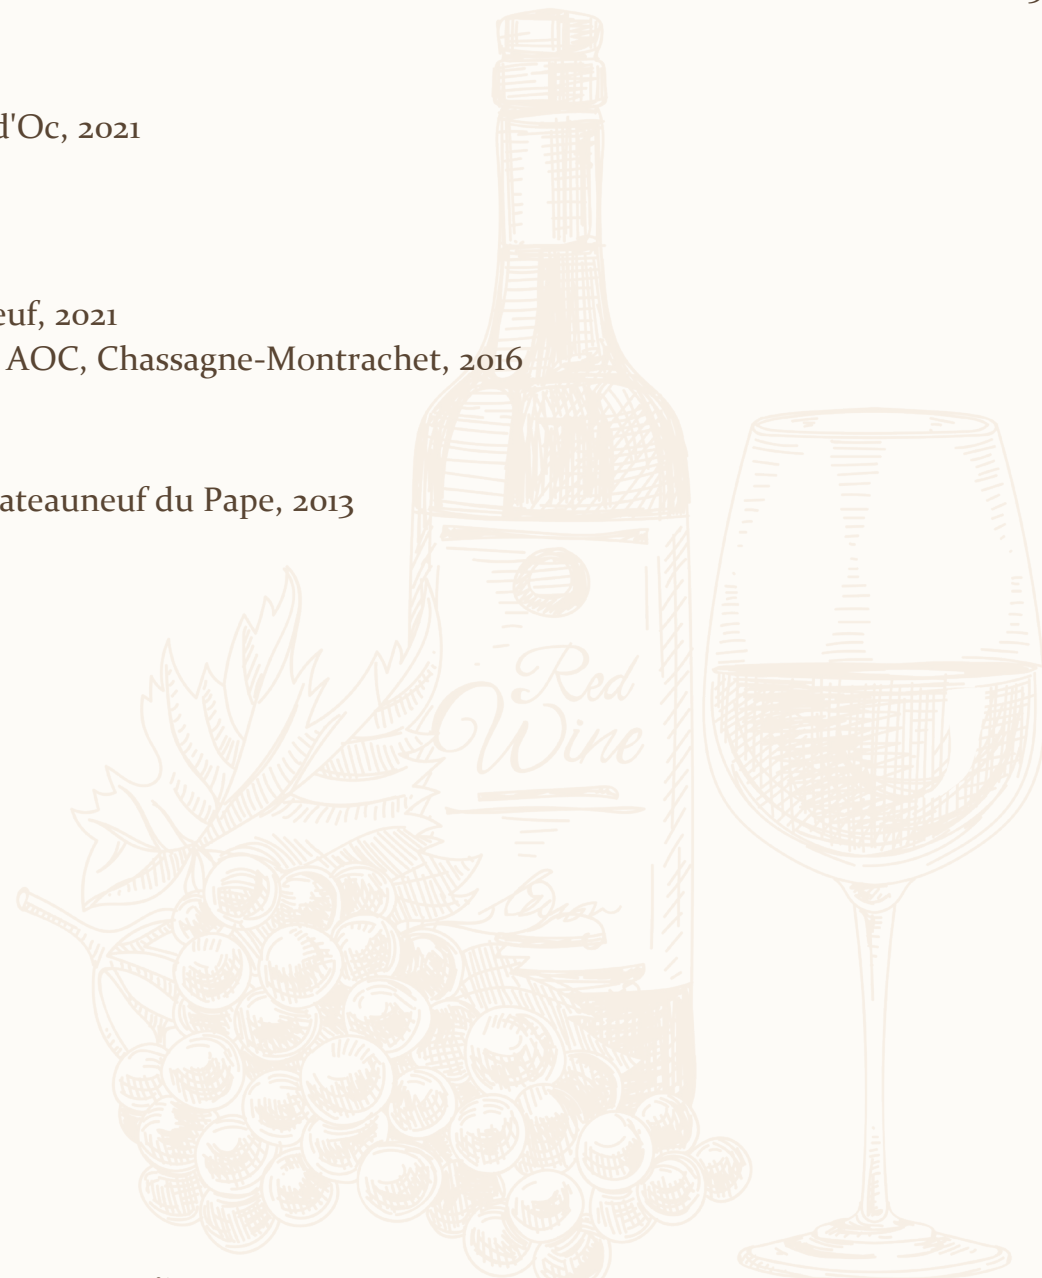 d'Oc, 2021
euf, 2021
AOC, Chassagne-Montrachet, 2016
ateauneuf du Pape, 2013
Red
Wine